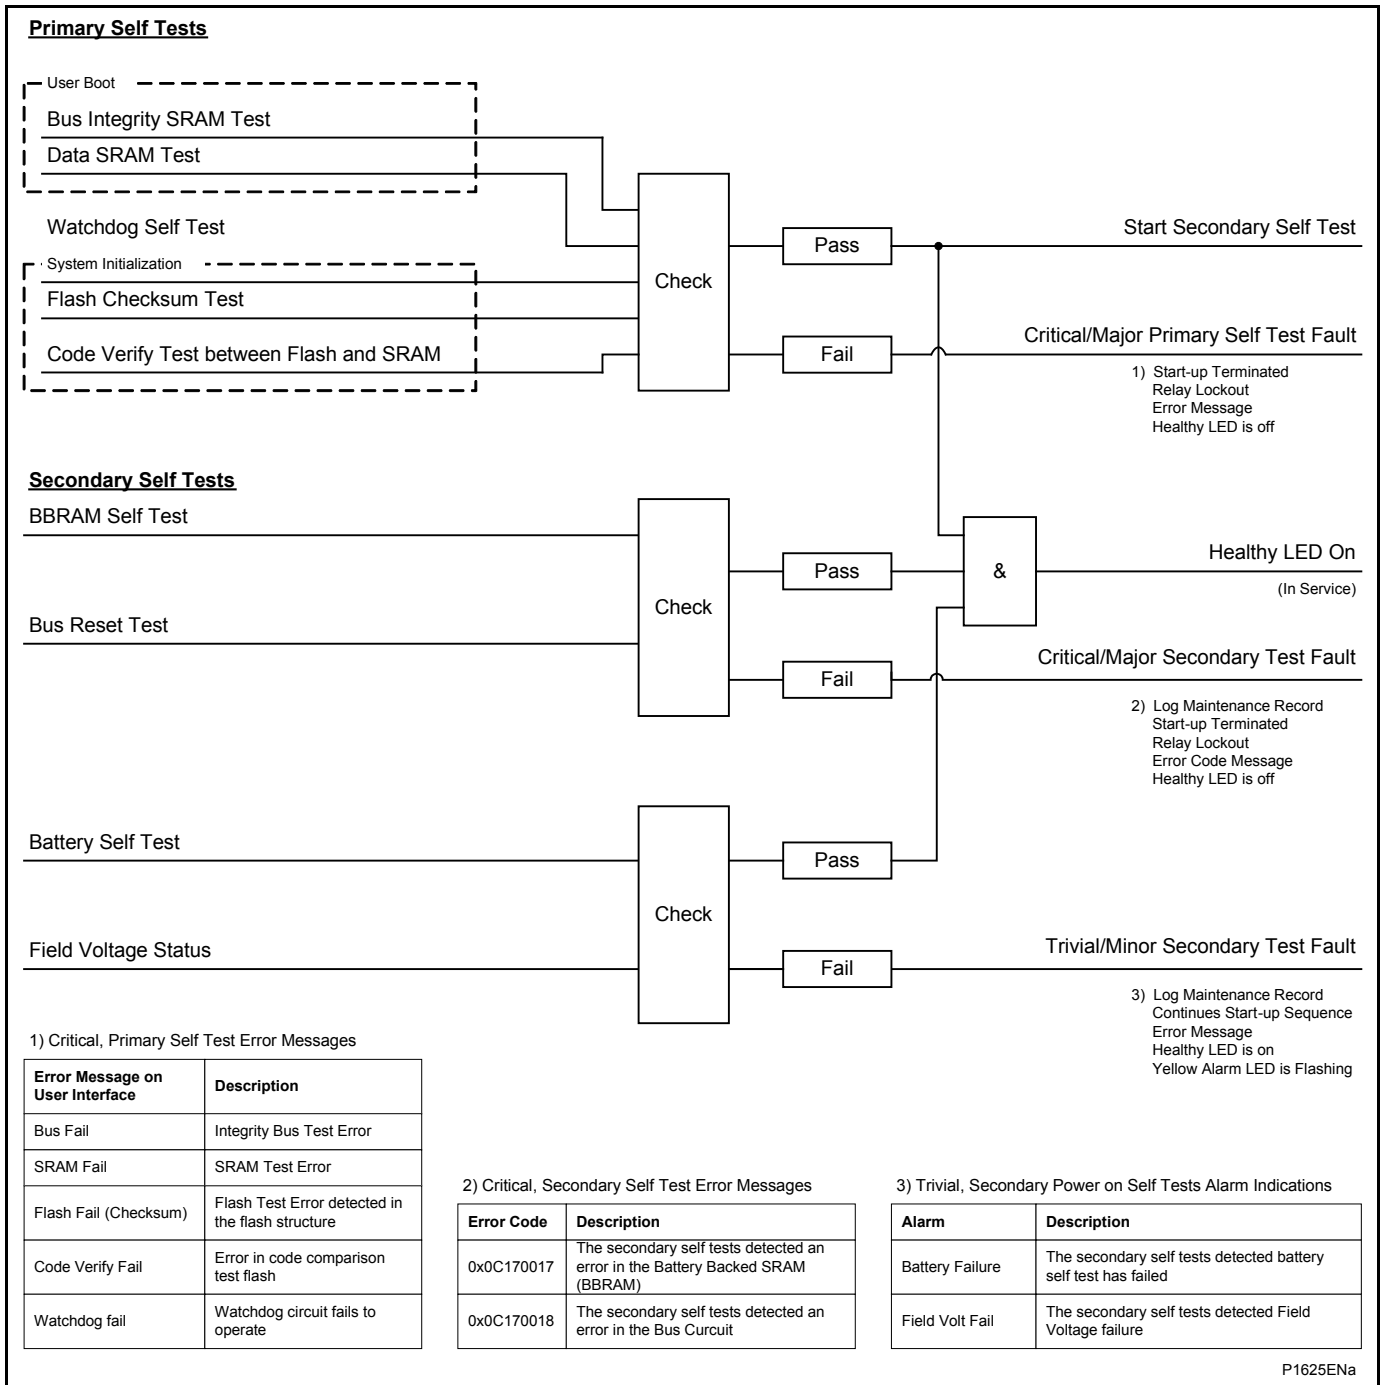 Primary Self Tests
User Boot
Bus Integrity SRAM Test
Data SRAM Test
Watchdog Self Test
System Initialization
Flash Checksum Test
Code Verify Test between Flash and SRAM
Check
Pass
Fail
Start Secondary Self Test
Critical/Major Primary Self Test Fault
1) Start-up Terminated
Relay Lockout
Error Message
Healthy LED is off
Secondary Self Tests
BBRAM Self Test
Bus Reset Test
Check
Pass
Fail
&
Healthy LED On
(In Service)
Critical/Major Secondary Test Fault
2) Log Maintenance Record
Start-up Terminated
Relay Lockout
Error Code Message
Healthy LED is off
Battery Self Test
Field Voltage Status
Check
Pass
Fail
Trivial/Minor Secondary Test Fault
3) Log Maintenance Record
Continues Start-up Sequence
Error Message
Healthy LED is on
Yellow Alarm LED is Flashing
1) Critical, Primary Self Test Error Messages
Error Message on
User Interface
Description
Bus Fail
Integrity Bus Test Error
SRAM Fail
SRAM Test Error
Flash Fail (Checksum)
Flash Test Error detected in
the flash structure
Code Verify Fail
Error in code comparison
test flash
Watchdog fail
Watchdog circuit fails to
operate
2) Critical, Secondary Self Test Error Messages
Error Code
Description
0x0C170017
The secondary self tests detected an
error in the Battery Backed SRAM
(BBRAM)
0x0C170018
The secondary self tests detected an
error in the Bus Curcuit
3) Trivial, Secondary Power on Self Tests Alarm Indications
Alarm
Description
Battery Failure
The secondary self tests detected battery
self test has failed
Field Volt Fail
The secondary self tests detected Field
Voltage failure
P1625ENa